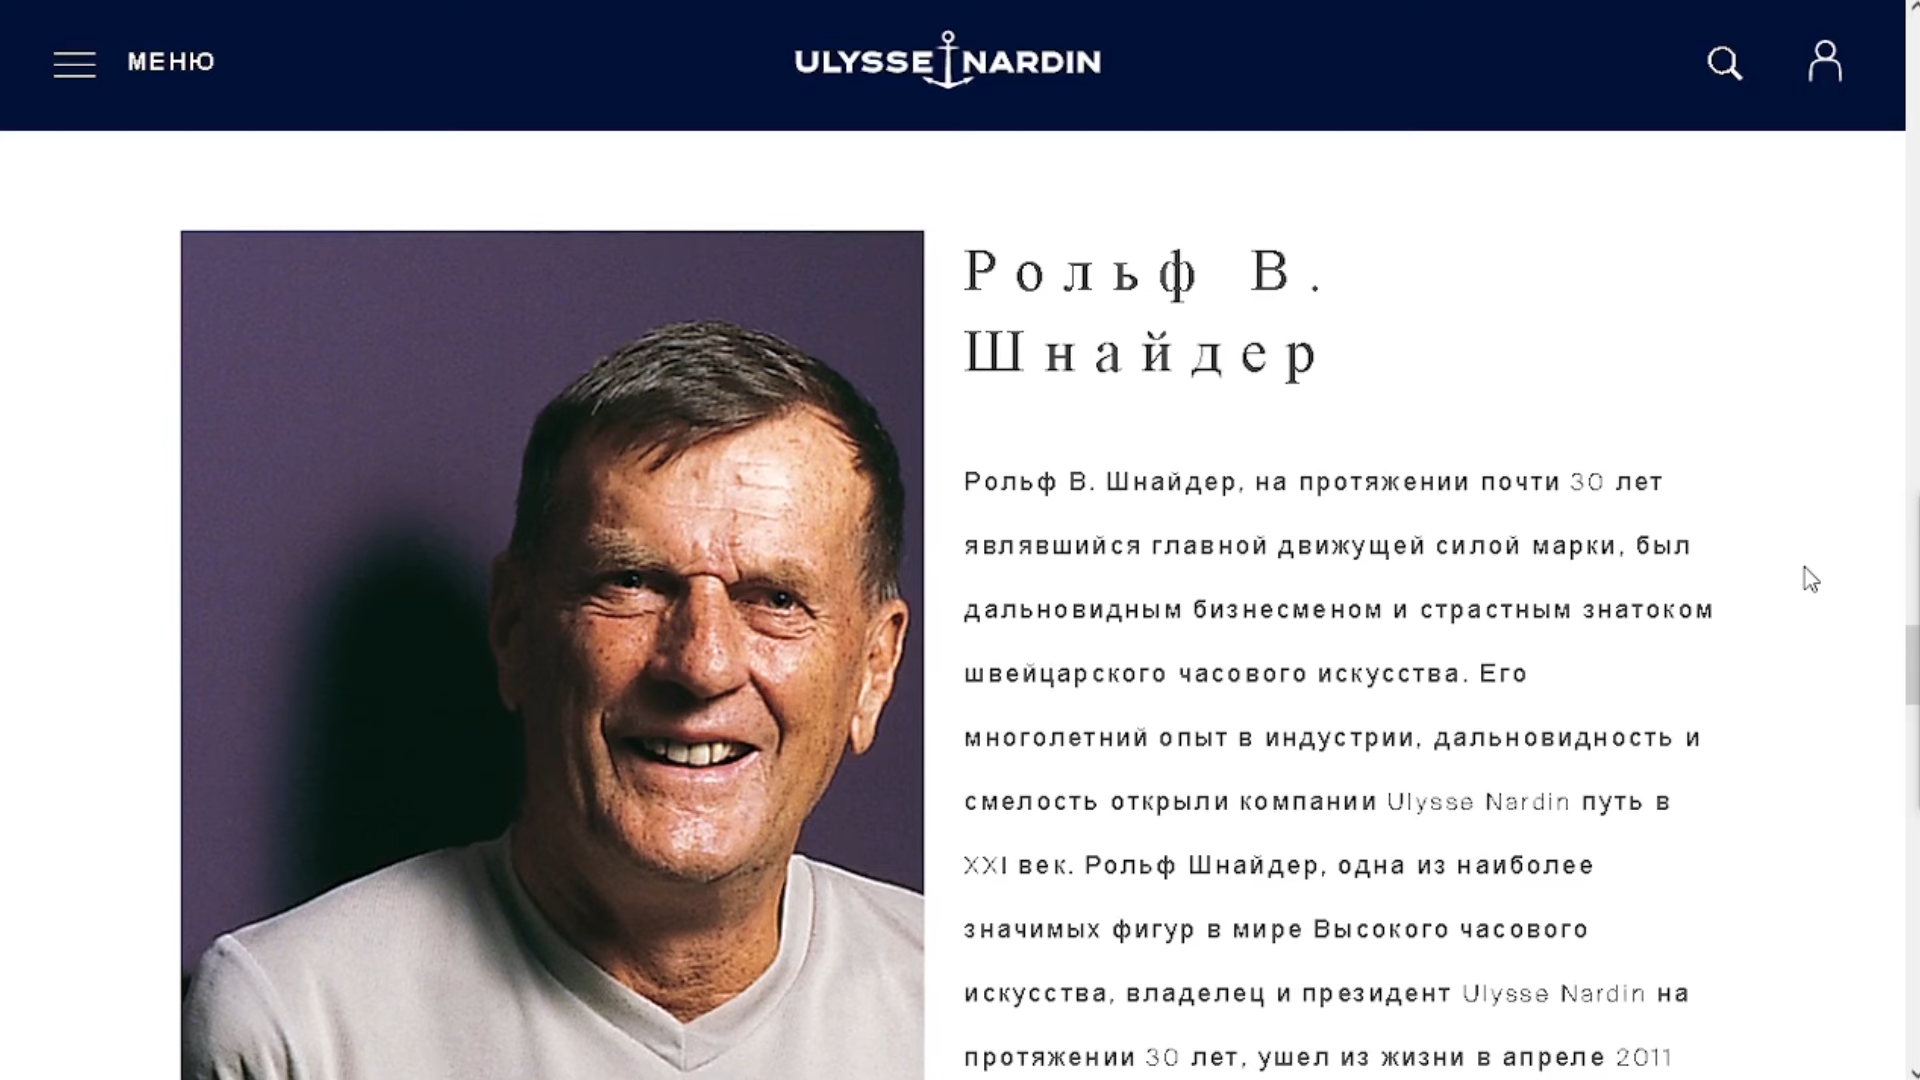 МЕНЮ
ULYSSE NARDIN
Рольф В.
Шнайдер
Рольф В. Шнайдер, на протяжении почти 30 лет
являвшийся главной движущей силой марки, был
дальновидным бизнесменом и страстным знатоком
швейцарского часового искусства. Его
многолетний опыт в индустрии, дальновидность и
смелость открыли компании Ulysse Nardin путь в
XXI век. Рольф Шнайдер, одна из наиболее
значимых фигур в мире Высокого часового
искусства, владелец и президент Ulysse Nardin на
протяжении 30 лет, ушел из жизни в апреле 2011